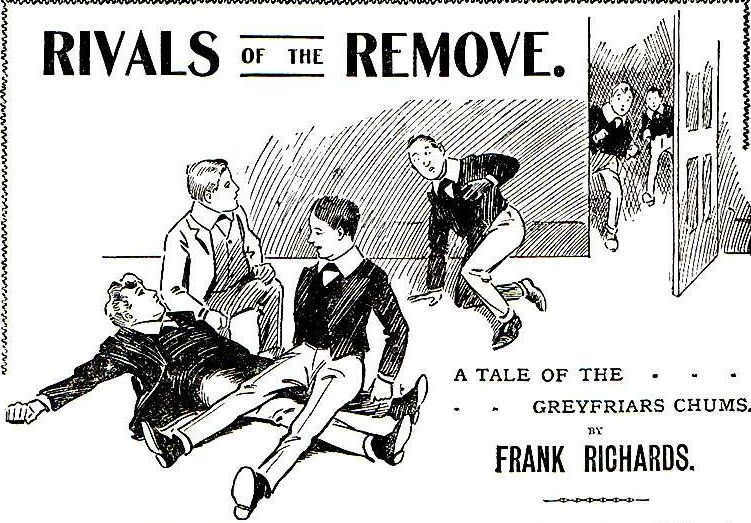 RIVALS OF THE REMOVE.
A TALE OF THE - - -
- - GREYFRIARS CHUMS.
BY
FRANK RICHARDS.